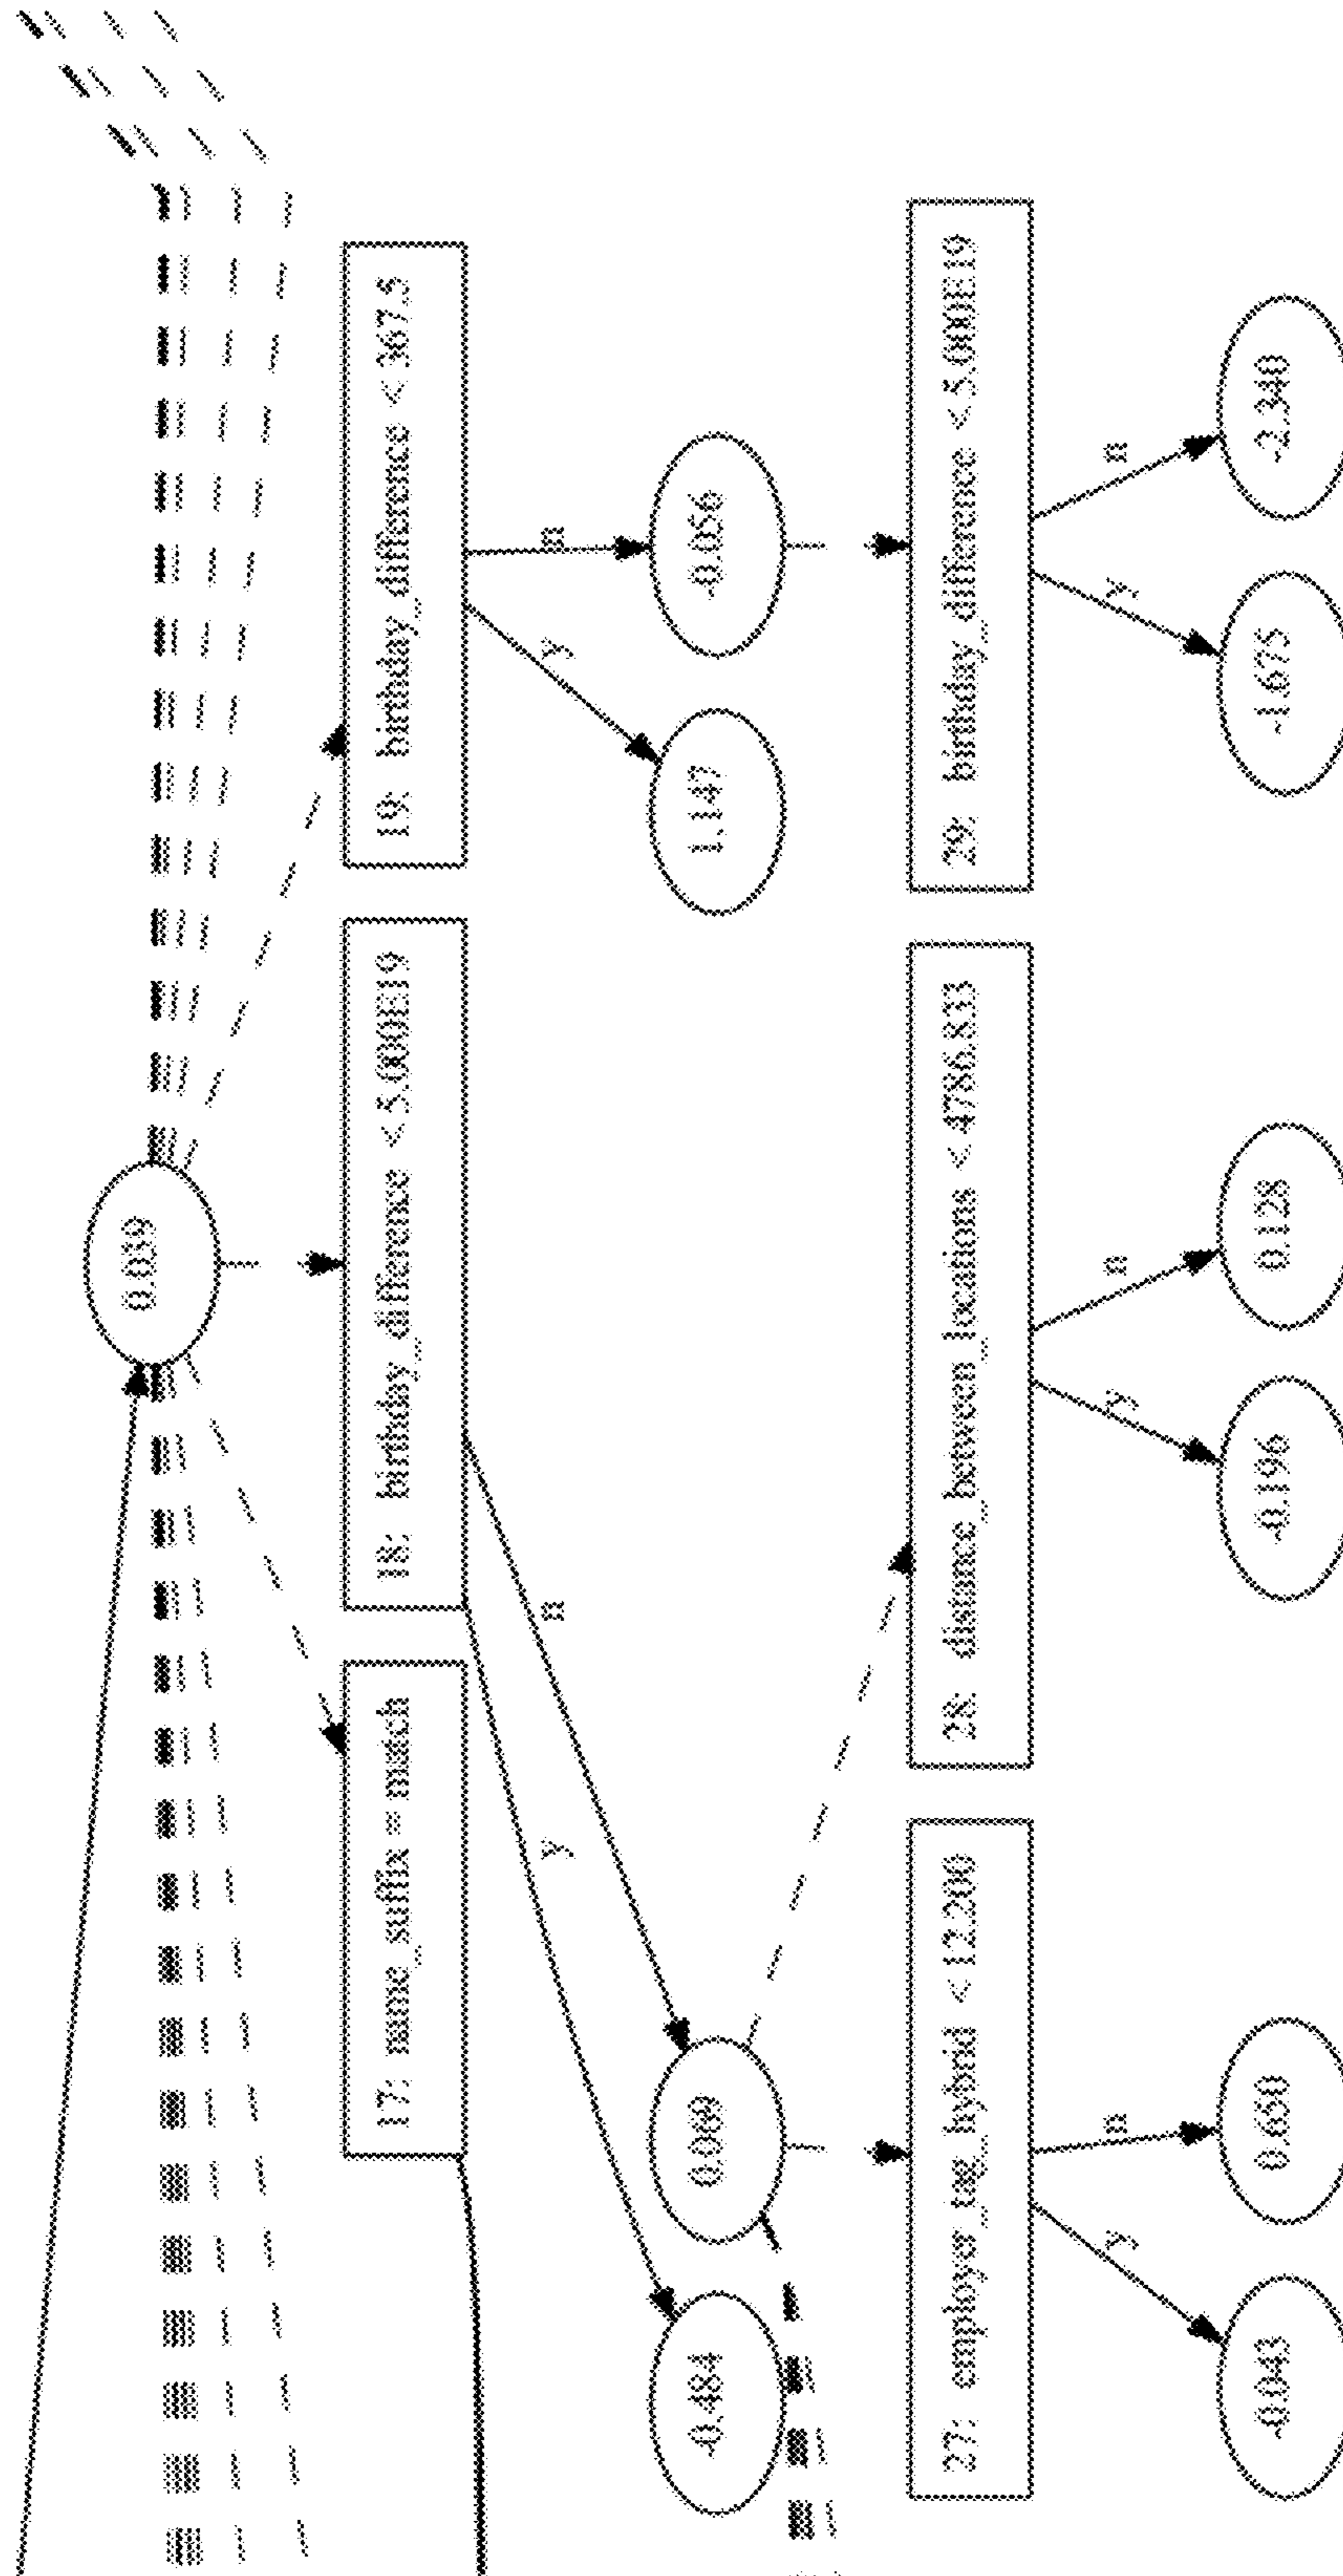 0.039
17: name_suffix = match
18: birthday_difference < 5.000E19
19: birthday_difference < 367.5
y
n
y
n
-0.484
0.069
1.147
-0.056
27: employer_tag_hybrid < 12.200
28: distance_between_locations < 4786.833
29: birthday_difference < 5.000E19
y
n
y
n
y
n
-0.043
0.650
-0.196
0.128
-1.675
-2.340